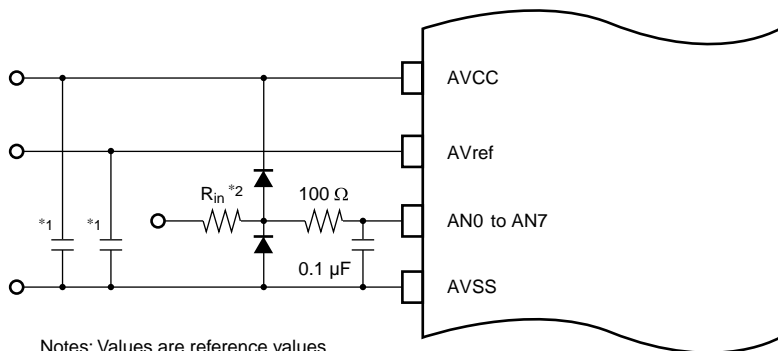 AVCC
AVref
Rin *2
100 Ω
*1
*1
AN0 to AN7
0.1 µF
AVSS
Notes: Values are reference values